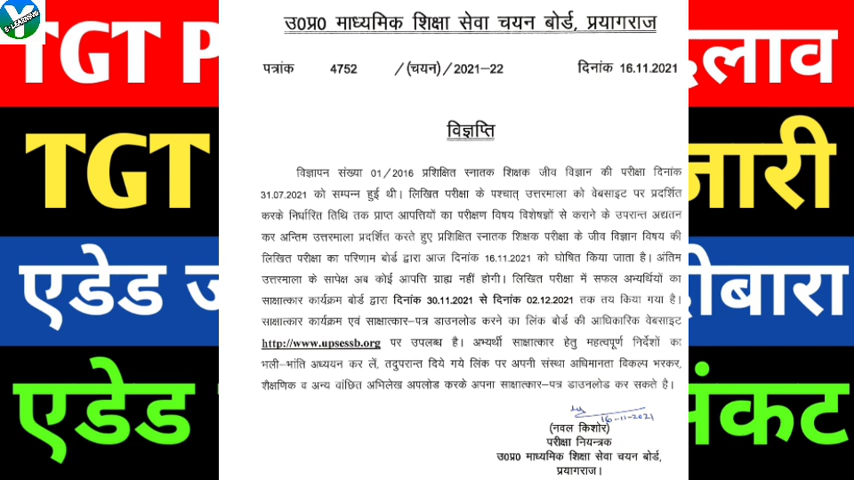 E-LEARNING
TGT P
TGT
एडेड ज
एडेड
उ०प्र० माध्यमिक शिक्षा सेवा चयन बोर्ड, प्रयागराज
पत्रांक 4752 /(चयन)/2021-22 दिनांक 16.11.2021
विज्ञप्ति
विज्ञापन संख्या 01/2016 प्रशिक्षित स्नातक शिक्षक जीव विज्ञान की परीक्षा दिनांक
31.07.2021 को सम्पन्न हुई थी। लिखित परीक्षा के पश्चात् उत्तरमाला को वेबसाइट पर प्रदर्शित
करके निर्धारित तिथि तक प्राप्त आपत्तियों का परीक्षण विषय विशेषज्ञों से कराने के उपरान्त अद्यतन
कर अन्तिम उत्तरमाला प्रदर्शित करते हुए प्रशिक्षित स्नातक शिक्षक परीक्षा के जीव विज्ञान विषय की
लिखित परीक्षा का परिणाम बोर्ड द्वारा आज दिनांक 16.11.2021 को घोषित किया जाता है। अंतिम
उत्तरमाला के सापेक्ष अब कोई आपत्ति ग्राह्य नहीं होगी। लिखित परीक्षा में सफल अभ्यर्थियों का
साक्षात्कार कार्यक्रम बोर्ड द्वारा दिनांक 30.11.2021 से दिनांक 02.12.2021 तक तय किया गया है।
साक्षात्कार कार्यक्रम एवं साक्षात्कार-पत्र डाउनलोड करने का लिंक बोर्ड की आधिकारिक वेबसाइट
http://www.upsessb.org पर उपलब्ध है। अभ्यर्थी साक्षात्कार हेतु महत्वपूर्ण निर्देशों का
भली-भांति अध्ययन कर लें, तदुपरान्त दिये गये लिंक पर अपनी संस्था अधिमानता विकल्प भरकर,
शैक्षणिक व अन्य वांछित अभिलेख अपलोड करके अपना साक्षात्कार-पत्र डाउनलोड कर सकते है।
16-11-2021
(नवल किशोर)
परीक्षा नियन्त्रक
उ०प्र० माध्यमिक शिक्षा सेवा चयन बोर्ड,
प्रयागराज।
लाव
जारी
दोबारा
संकट